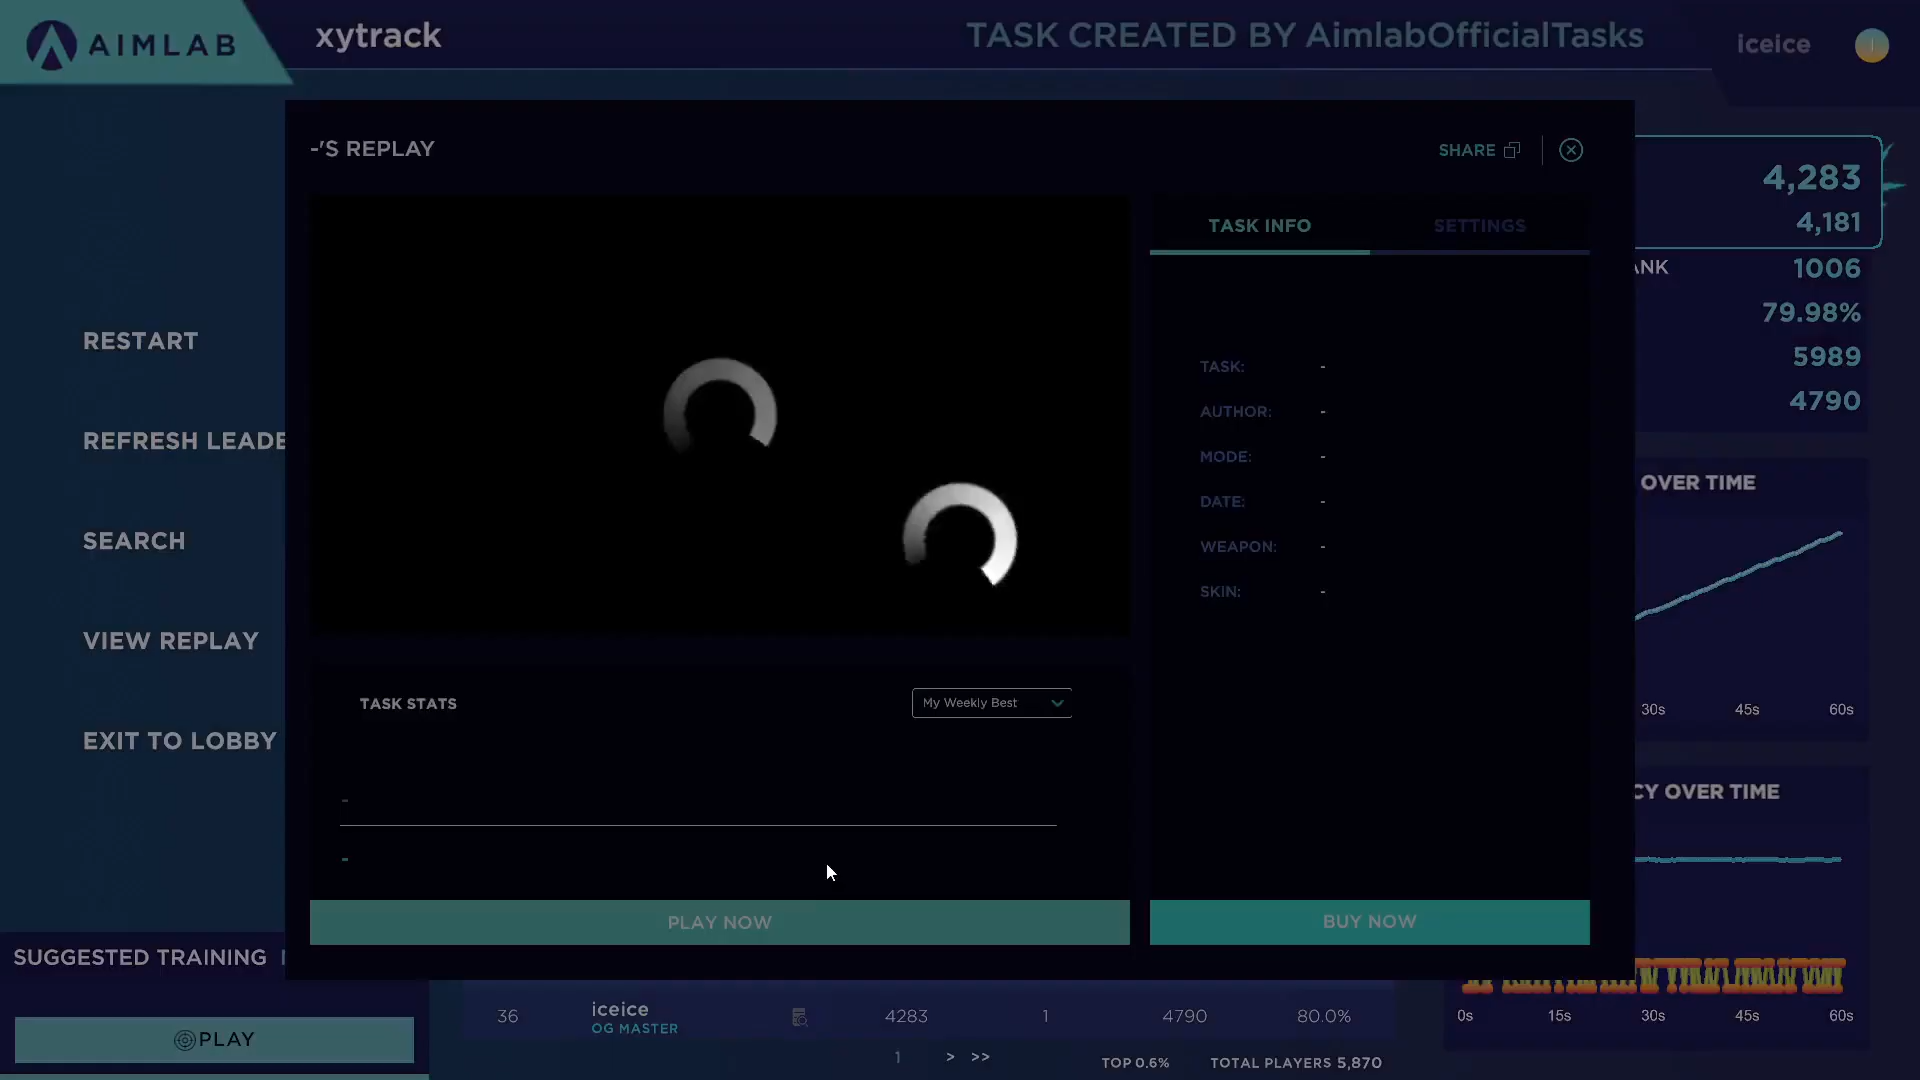 AIMLAB
xytrack
TASK CREATED BY AimlabOfficialTasks
iceice
-'S REPLAY
SHARE
4,283
4,181
1006
79.98%
5989
4790
RESTART
REFRESH LEADE
SEARCH
VIEW REPLAY
EXIT TO LOBBY
TASK INFO
SETTINGS
TASK: -
AUTHOR: -
MODE: -
DATE: -
WEAPON: -
SKIN: -
TASK STATS
My Weekly Best
-
-
PLAY NOW
BUY NOW
OVER TIME
30s 45s 60s
CY OVER TIME
0s 15s 30s 45s 60s
SUGGESTED TRAINING
PLAY
36 iceice 4283 1 4790 80.0%
OG MASTER
1 > >>
TOP 0.6% TOTAL PLAYERS 5,870